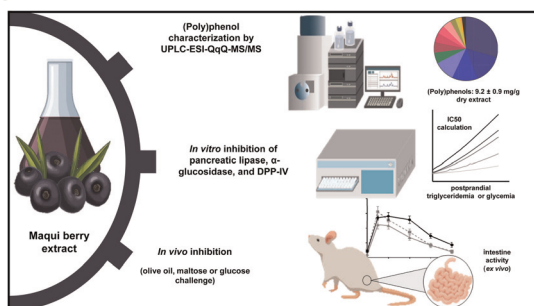 (Poly)phenol
characterization by
UPLC-ESI-QqQ-MS/MS
(Poly)phenols: 9.2 ± 0.9 mg/g
dry extract
In vitro inhibition of
pancreatic lipase, α-
glucosidase, and DPP-IV
IC50
calculation
postprandial
triglyceridemia or glycemia
Maqui berry
extract
In vivo inhibition
(olive oil, maltose or glucose
challenge)
Intestine
activity
(ex vivo)